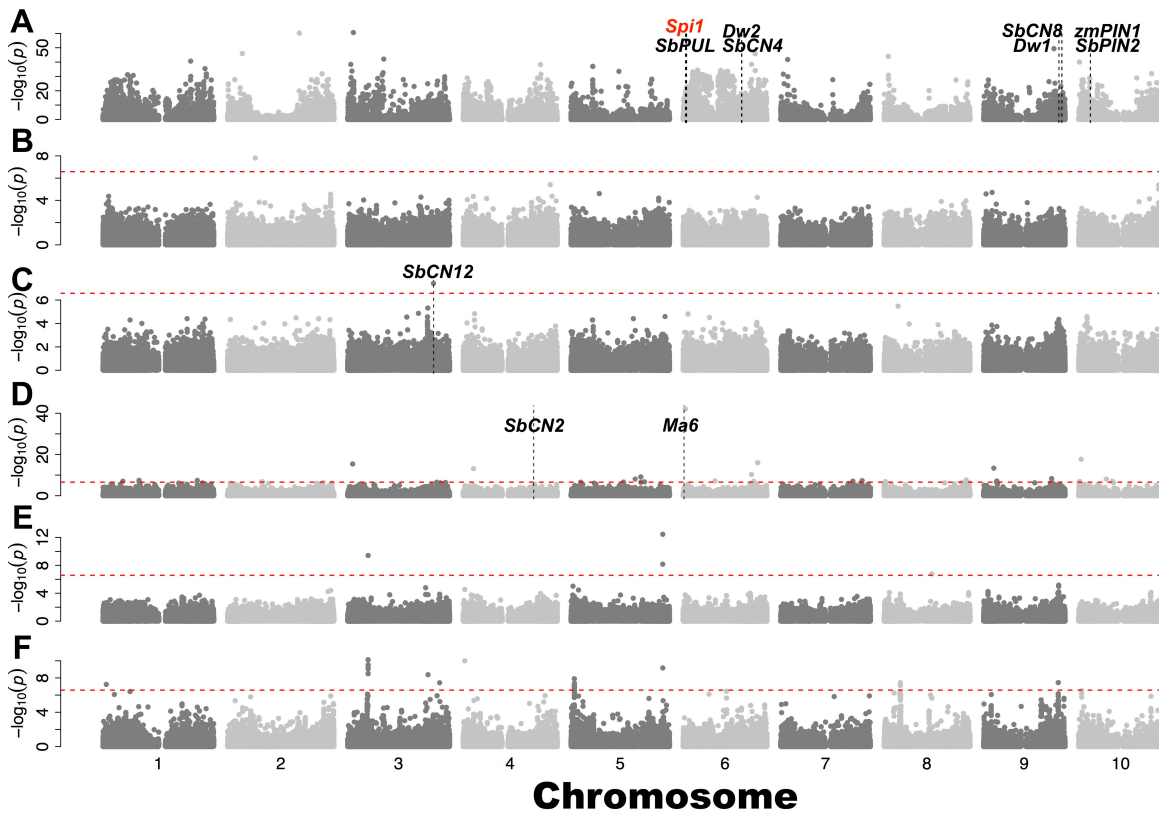 A
Spi1 Dw2 SbCN8 zmPIN1
SbPUL SbCN4 Dw1 SbPIN2
−log10(p)
50
20
0
B
−log10(p)
8
4
0
C
SbCN12
−log10(p)
6
4
2
0
D
SbCN2 Ma6
−log10(p)
40
20
0
E
−log10(p)
12
8
4
0
F
−log10(p)
8
4
0
1 2 3 4 5 6 7 8 9 10
Chromosome